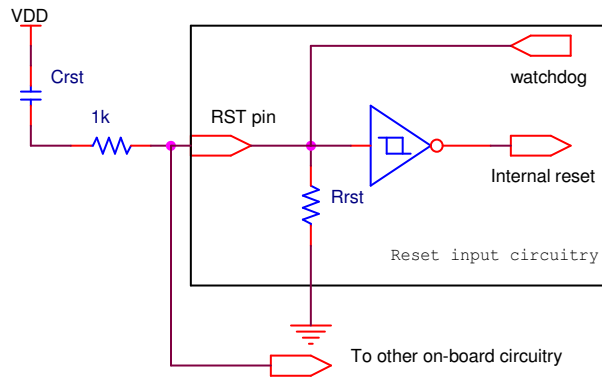 VDD
Crst
1k
RST pin
watchdog
Internal reset
Rrst
Reset input circuitry
To other on-board circuitry